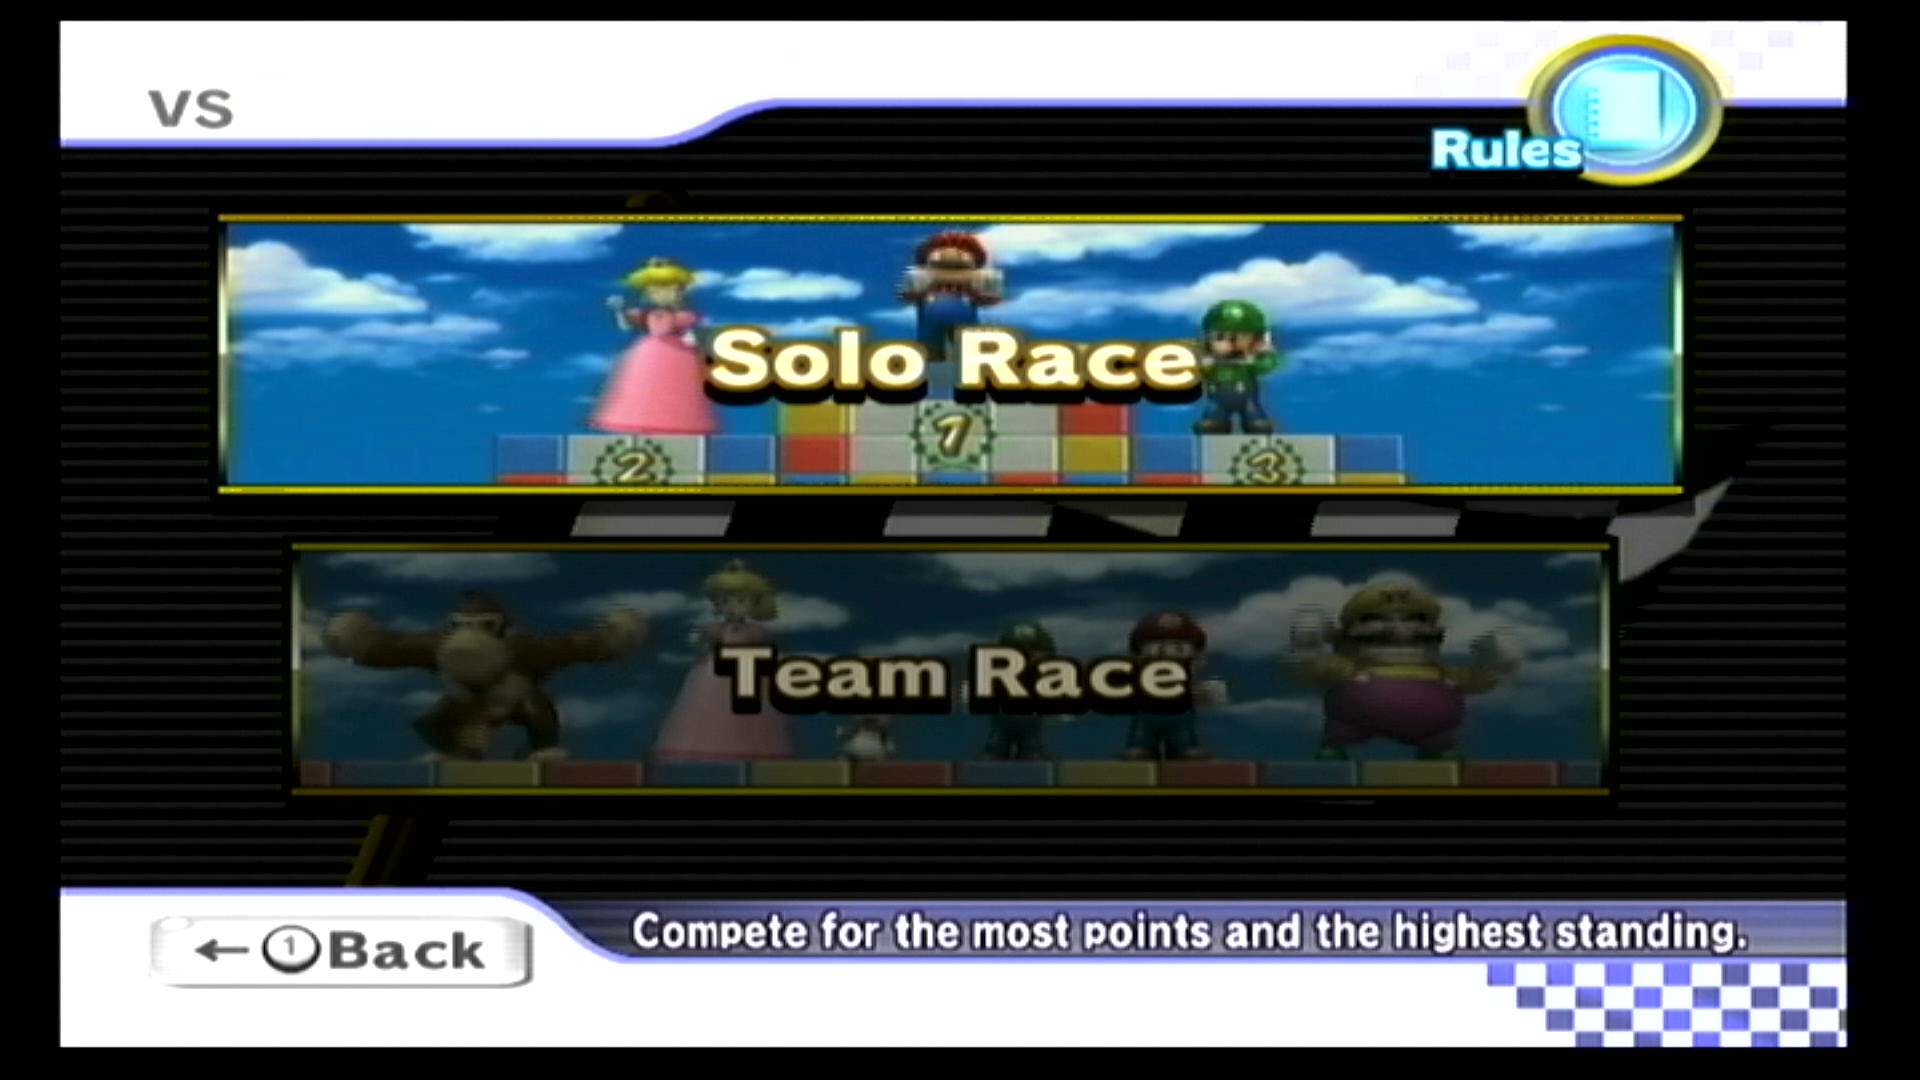 VS
Rules
Solo Race
1
2
3
Team Race
← 1 Back
Compete for the most points and the highest standing.